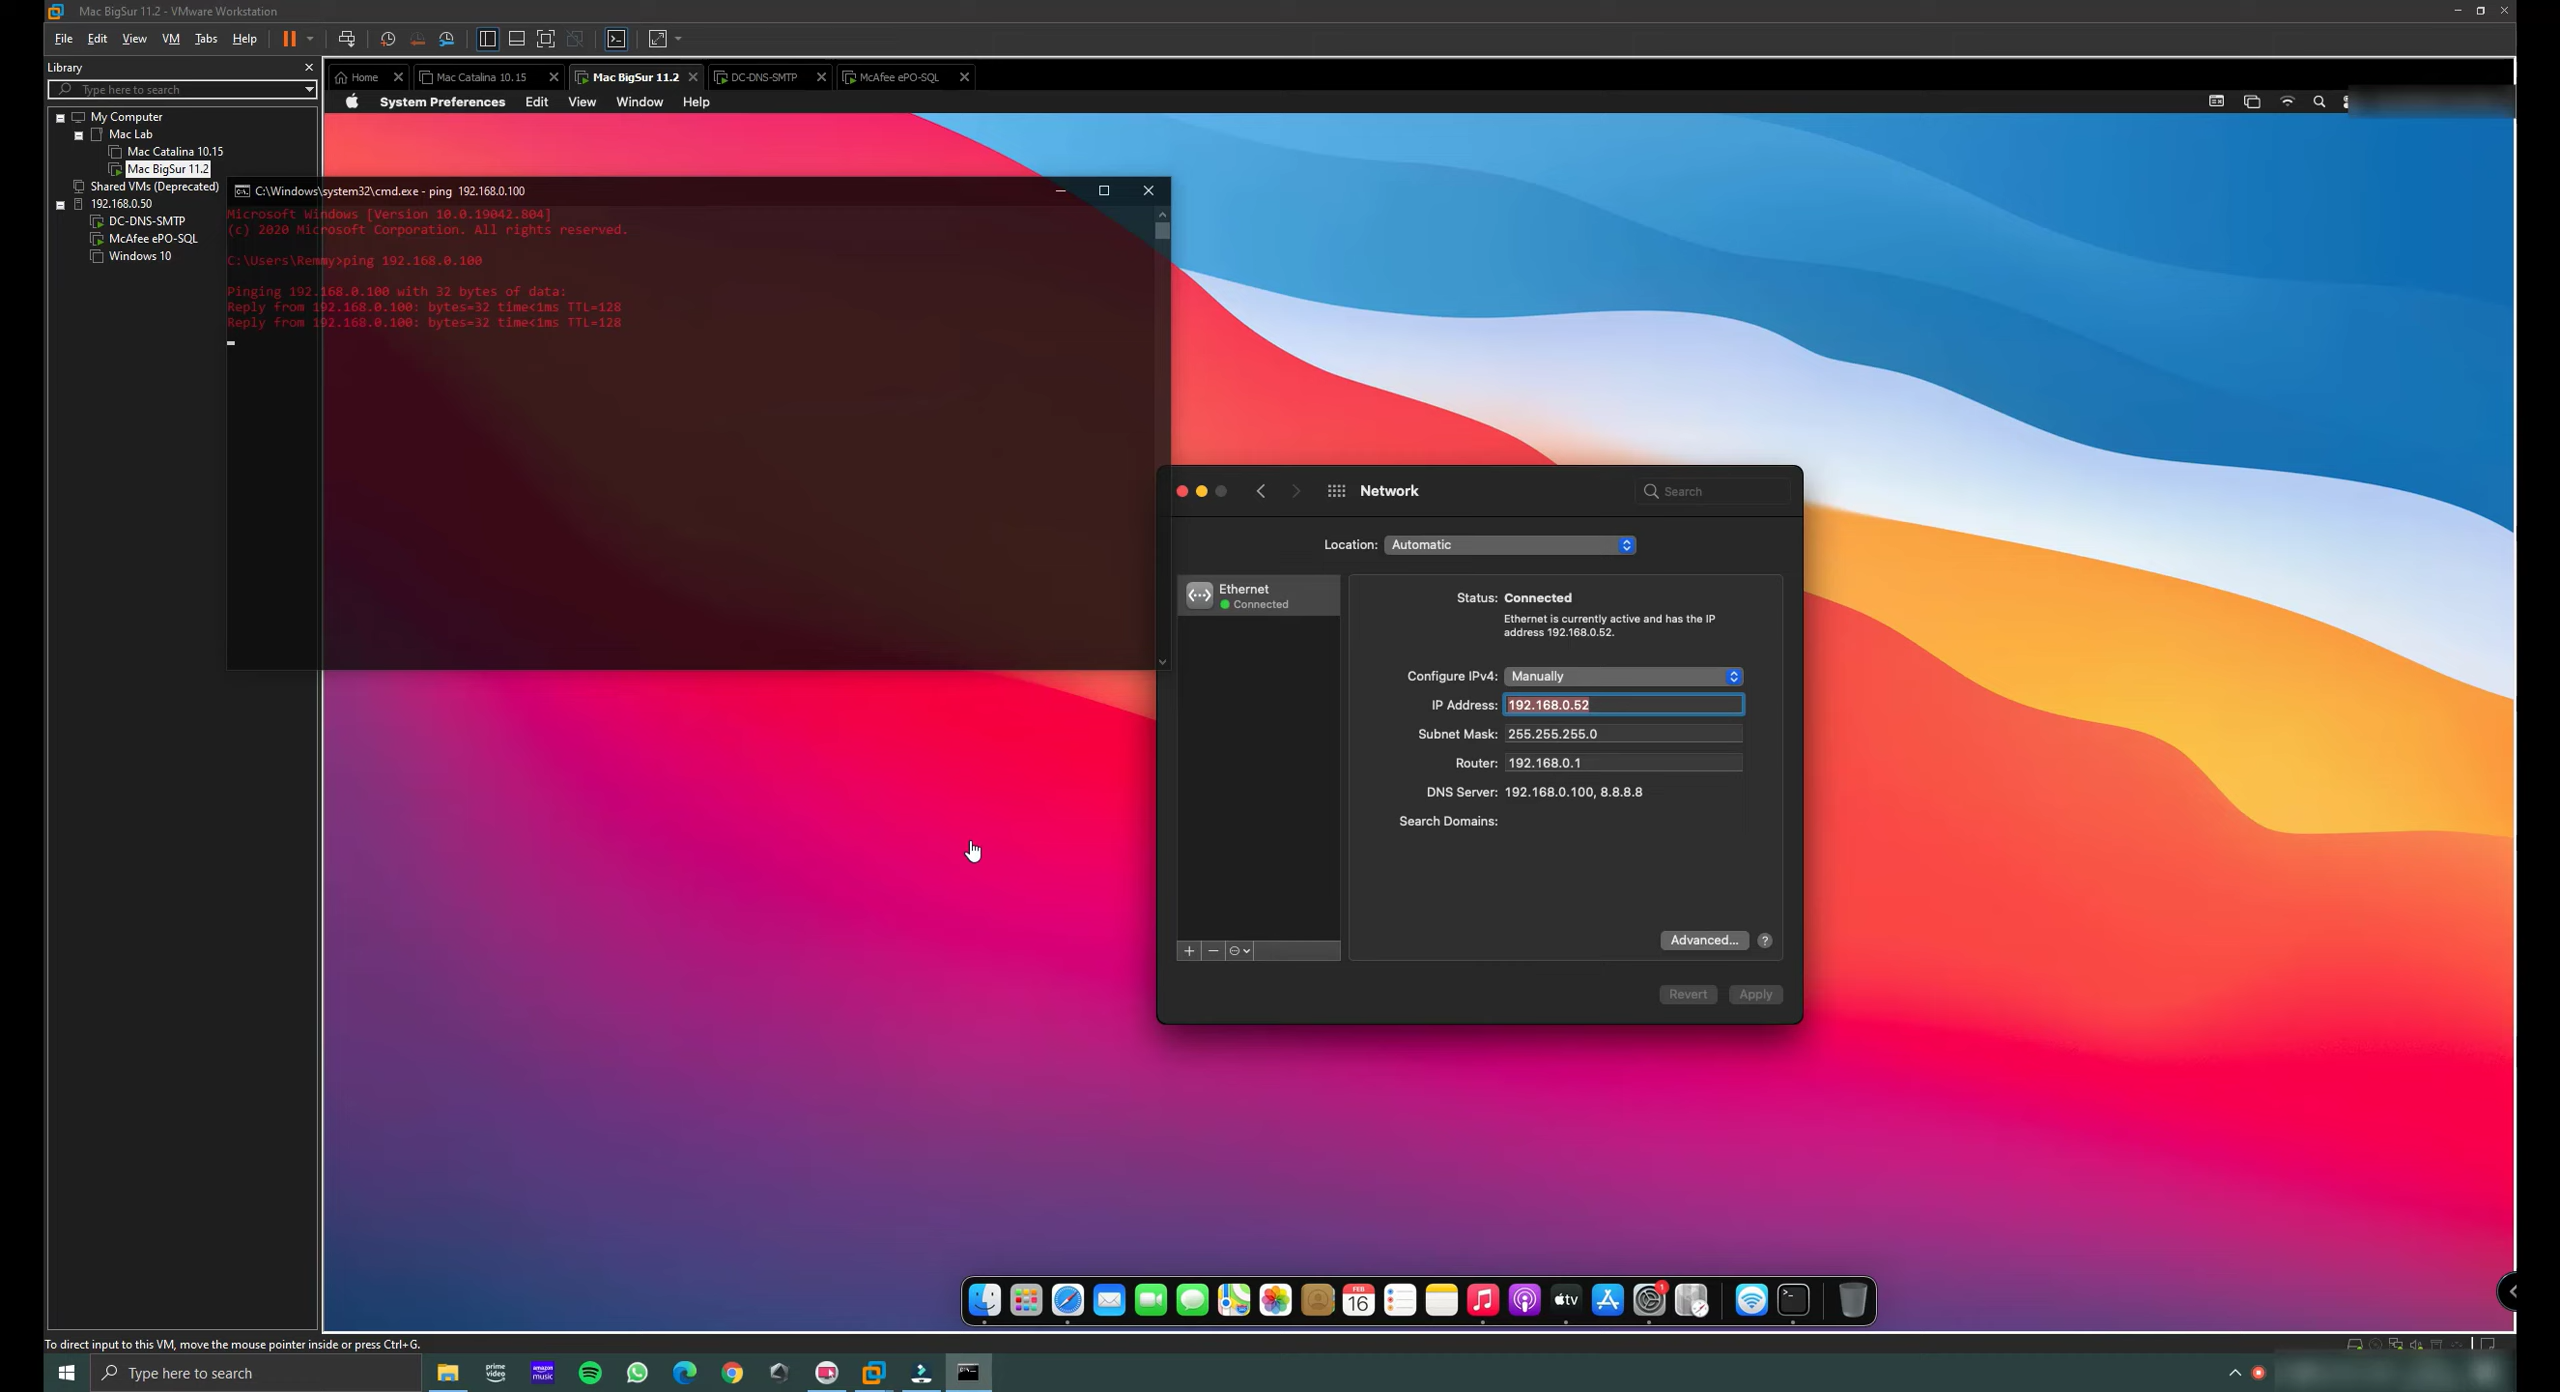 Mac BigSur 11.2 - VMware Workstation
File Edit View VM Tabs Help
Library
Type here to search
Home Mac Catalina 10.15 Mac BigSur 11.2 DC-DNS-SMTP McAfee ePO-SQL
System Preferences Edit View Window Help
My Computer
Mac Lab
Mac Catalina 10.15
Mac BigSur 11.2
Shared VMs (Deprecated)
192.168.0.50
DC-DNS-SMTP
McAfee ePO-SQL
Windows 10
C:\Windows\system32\cmd.exe - ping 192.168.0.100
Microsoft Windows [Version 10.0.19042.804]
(c) 2020 Microsoft Corporation. All rights reserved.
C:\Users\Remmy>ping 192.168.0.100
Pinging 192.168.0.100 with 32 bytes of data:
Reply from 192.168.0.100: bytes=32 time<1ms TTL=128
Reply from 192.168.0.100: bytes=32 time<1ms TTL=128
Network
Search
Location: Automatic
Ethernet
Connected
Status: Connected
Ethernet is currently active and has the IP
address 192.168.0.52.
Configure IPv4: Manually
IP Address: 192.168.0.52
Subnet Mask: 255.255.255.0
Router: 192.168.0.1
DNS Server: 192.168.0.100, 8.8.8.8
Search Domains:
Advanced... ?
Revert Apply
FEB
16
tv
1
To direct input to this VM, move the mouse pointer inside or press Ctrl+G.
Type here to search
prime
video
amazon
music